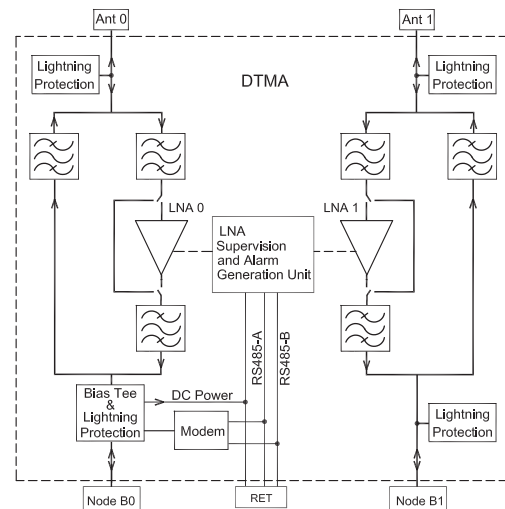 Ant 0
Ant 1
Lightning
Protection
DTMA
Lightning
Protection
LNA 0
LNA 1
LNA
Supervision
and Alarm
Generation Unit
RS485-A
RS485-B
Bias Tee
&
Lightning
Protection
DC Power
Modem
Lightning
Protection
Node B0
RET
Node B1